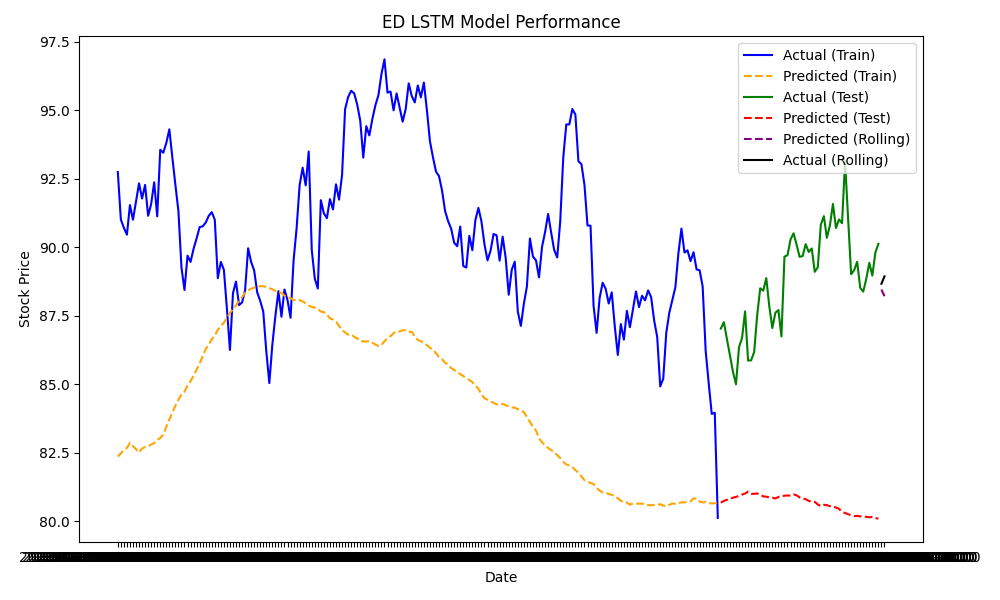 ED LSTM Model Performance
97.5
95.0
92.5
90.0
87.5
85.0
82.5
80.0
Stock Price
Actual (Train)
Predicted (Train)
Actual (Test)
Predicted (Test)
Predicted (Rolling)
Actual (Rolling)
Date